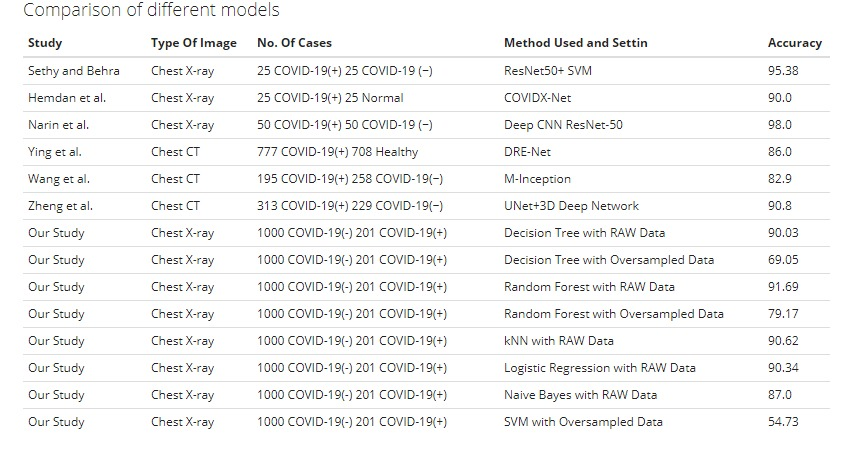 Comparison of different models
Study Type Of Image No. Of Cases Method Used and Settin Accuracy
Sethy and Behra Chest X-ray 25 COVID-19(+) 25 COVID-19 (−) ResNet50+ SVM 95.38
Hemdan et al. Chest X-ray 25 COVID-19(+) 25 Normal COVIDX-Net 90.0
Narin et al. Chest X-ray 50 COVID-19(+) 50 COVID-19 (−) Deep CNN ResNet-50 98.0
Ying et al. Chest CT 777 COVID-19(+) 708 Healthy DRE-Net 86.0
Wang et al. Chest CT 195 COVID-19(+) 258 COVID-19(−) M-Inception 82.9
Zheng et al. Chest CT 313 COVID-19(+) 229 COVID-19(−) UNet+3D Deep Network 90.8
Our Study Chest X-ray 1000 COVID-19(-) 201 COVID-19(+) Decision Tree with RAW Data 90.03
Our Study Chest X-ray 1000 COVID-19(-) 201 COVID-19(+) Decision Tree with Oversampled Data 69.05
Our Study Chest X-ray 1000 COVID-19(-) 201 COVID-19(+) Random Forest with RAW Data 91.69
Our Study Chest X-ray 1000 COVID-19(-) 201 COVID-19(+) Random Forest with Oversampled Data 79.17
Our Study Chest X-ray 1000 COVID-19(-) 201 COVID-19(+) kNN with RAW Data 90.62
Our Study Chest X-ray 1000 COVID-19(-) 201 COVID-19(+) Logistic Regression with RAW Data 90.34
Our Study Chest X-ray 1000 COVID-19(-) 201 COVID-19(+) Naive Bayes with RAW Data 87.0
Our Study Chest X-ray 1000 COVID-19(-) 201 COVID-19(+) SVM with Oversampled Data 54.73